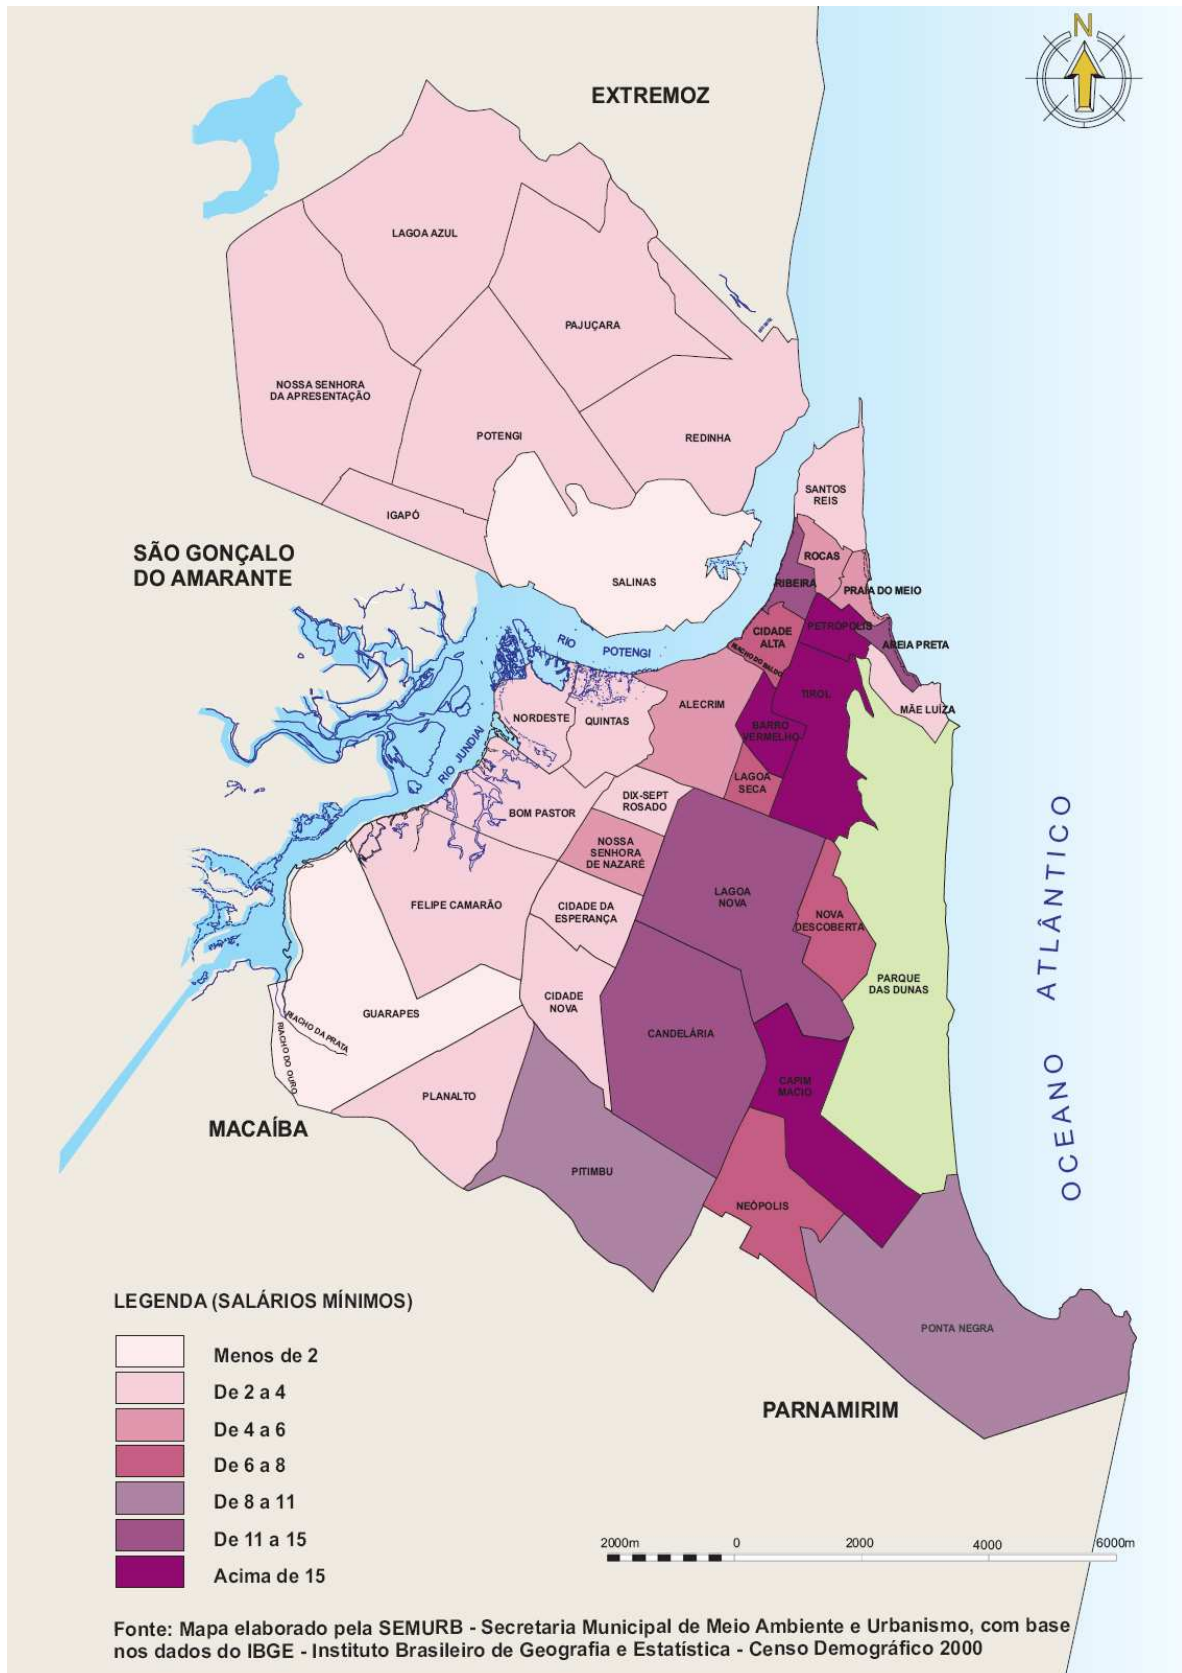 N
EXTREMOZ
LAGOA AZUL
PAJUÇARA
NOSSA SENHORA
DA APRESENTAÇÃO
POTENGI
REDINHA
SANTOS
REIS
IGAPÓ
SÃO GONÇALO
DO AMARANTE
ROCAS
SALINAS
RIBEIRA
PRAIA DO MEIO
PETRÓPOLIS
CIDADE
ALTA
AREIA PRETA
RIO
POTENGI
RIACHO DO BALDO
TIROL
ALECRIM
MÃE LUÍZA
NORDESTE
QUINTAS
BARRO
VERMELHO
RIO JUNDIAÍ
LAGOA
SECA
DIX-SEPT
ROSADO
BOM PASTOR
NOSSA
SENHORA
DE NAZARÉ
LAGOA
NOVA
FELIPE CAMARÃO
CIDADE DA
ESPERANÇA
NOVA
DESCOBERTA
PARQUE
DAS DUNAS
OCEANO ATLÂNTICO
CIDADE
NOVA
GUARAPES
RIACHO DA PRATA
RIACHO DO OURO
CANDELÁRIA
CAPIM
MACIO
PLANALTO
MACAÍBA
PITIMBU
NEÓPOLIS
PONTA NEGRA
PARNAMIRIM
LEGENDA (SALÁRIOS MÍNIMOS)
Menos de 2
De 2 a 4
De 4 a 6
De 6 a 8
De 8 a 11
De 11 a 15
Acima de 15
2000m 0 2000 4000 6000m
Fonte: Mapa elaborado pela SEMURB - Secretaria Municipal de Meio Ambiente e Urbanismo, com base
nos dados do IBGE - Instituto Brasileiro de Geografia e Estatística - Censo Demográfico 2000